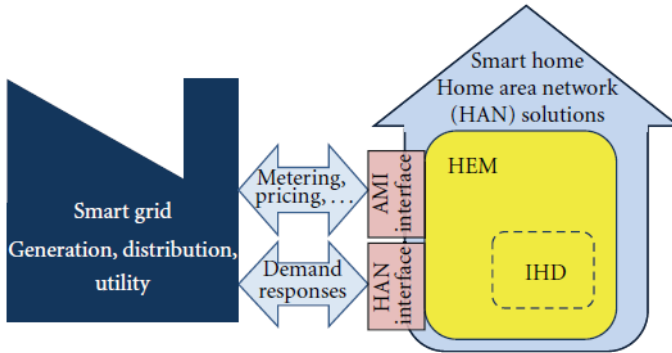 Smart grid
Generation, distribution,
utility
Metering,
pricing, . . .
Demand
responses
AMI
interface
HAN
interface
Smart home
Home area network
(HAN) solutions
HEM
IHD